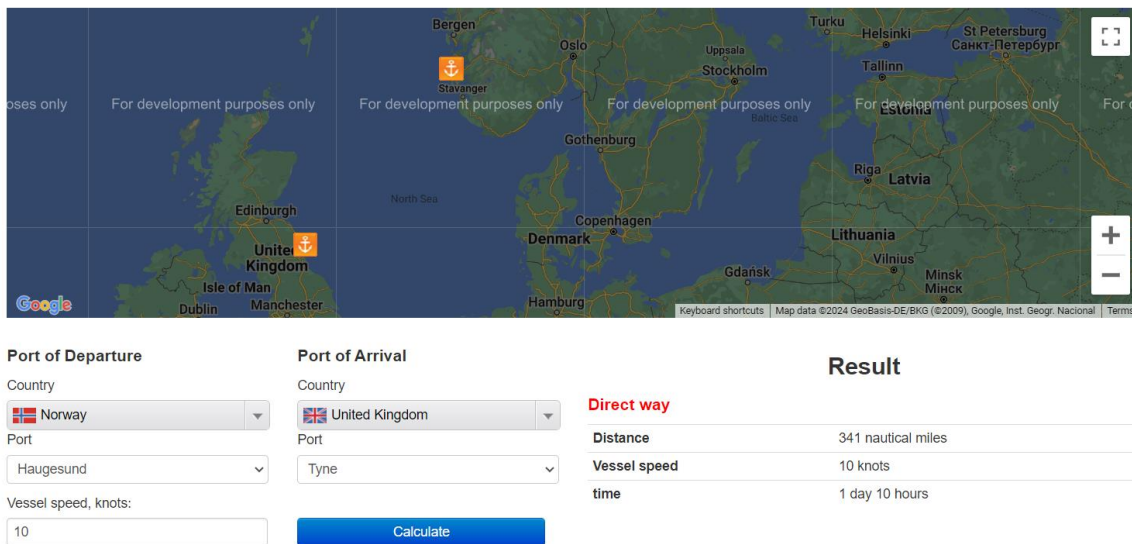 Bergen
Turku
Helsinki
St Petersburg
Санкт-Петербург
Oslo
Uppsala
Stockholm
Tallinn
Stavanger
oses only
For development purposes only
For development purposes only
For development purposes only
For development purposes only
Estonia
Baltic Sea
Gothenburg
Riga
Latvia
North Sea
Edinburgh
Copenhagen
Denmark
Lithuania
United
Kingdom
Vilnius
Gdańsk
Minsk
Мінск
Isle of Man
Dublin
Manchester
Hamburg
Google
Keyboard shortcuts
Map data ©2024 GeoBasis-DE/BKG (©2009), Google, Inst. Geogr. Nacional
Terms
Port of Departure
Country
Norway
Port
Haugesund
Vessel speed, knots:
10
Port of Arrival
Country
United Kingdom
Port
Tyne
Calculate
Result
Direct way
Distance 341 nautical miles
Vessel speed 10 knots
time 1 day 10 hours